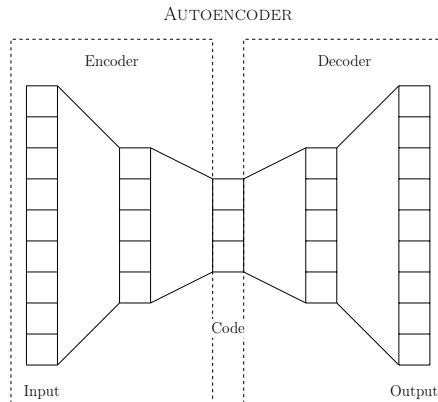 AUTOENCODER
Encoder
Decoder
Code
Input
Output